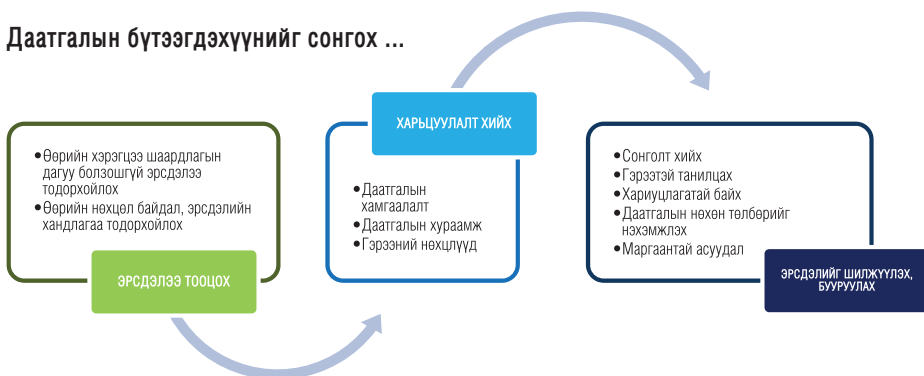 Даатгалын бүтээгдэхүүнийг сонгох ...
•Өөрийн хэрэгцээ шаардлагын
дагуу болзошгүй эрсдэлээ
тодорхойлох
•Өөрийн нөхцөл байдал, эрсдэлийн
хандлагаа тодорхойлох
ЭРСДЭЛЭЭ ТООЦОХ
ХАРЬЦУУЛАЛТ ХИЙХ
•Даатгалын
хамгаалалт
•Даатгалын хураамж
•Гэрээний нөхцлүүд
•Сонголт хийх
•Гэрээтэй танилцах
•Хариуцлагатай байх
•Даатгалын нөхөн төлбөрийг
нэхэмжлэх
•Маргаантай асуудал
ЭРСДЭЛИЙГ ШИЛЖҮҮЛЭХ,
БУУРУУЛАХ